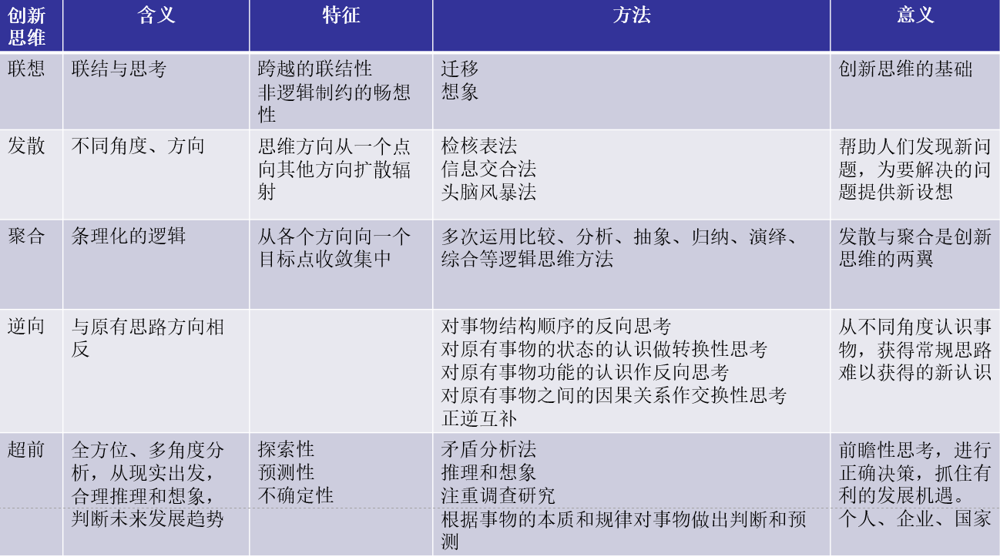 创新
思维
含义
特征
方法
意义
联想
联结与思考
跨越的联结性
非逻辑制约的畅想
性
迁移
想象
创新思维的基础
发散
不同角度、方向
思维方向从一个点
向其他方向扩散辐
射
检核表法
信息交合法
头脑风暴法
帮助人们发现新问
题，为要解决的问
题提供新设想
聚合
条理化的逻辑
从各个方向向一个
目标点收敛集中
多次运用比较、分析、抽象、归纳、演绎、
综合等逻辑思维方法
发散与聚合是创新
思维的两翼
逆向
与原有思路方向相
反
对事物结构顺序的反向思考
对原有事物的状态的认识做转换性思考
对原有事物功能的认识作反向思考
对原有事物之间的因果关系作交换性思考
正逆互补
从不同角度认识事
物，获得常规思路
难以获得的新认识
超前
全方位、多角度分
析，从现实出发，
合理推理和想象，
判断未来发展趋势
探索性
预测性
不确定性
矛盾分析法
推理和想象
注重调查研究
根据事物的本质和规律对事物做出判断和预
测
前瞻性思考，进行
正确决策，抓住有
利的发展机遇。
个人、企业、国家